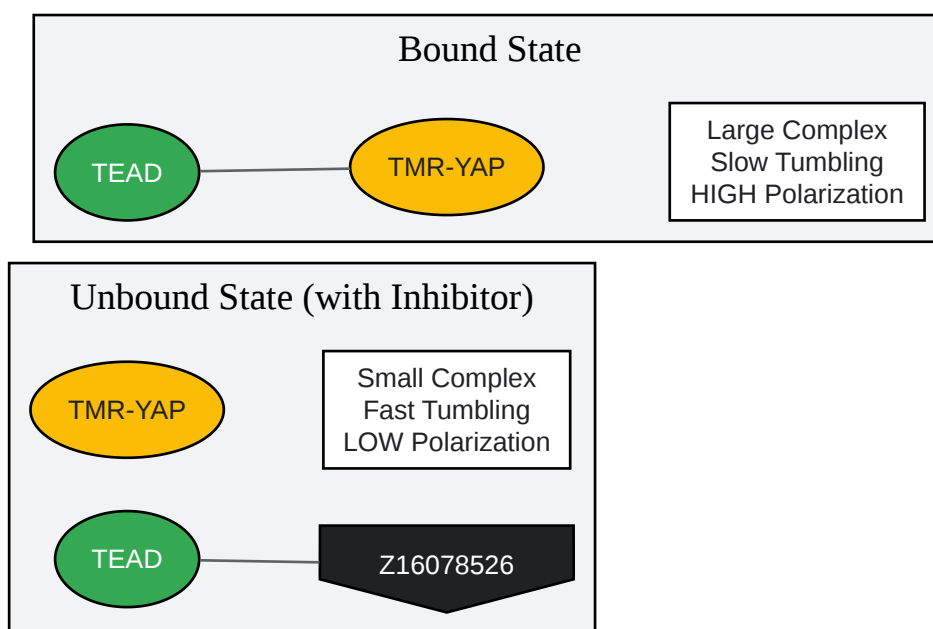 Bound State
TEAD
TMR-YAP
Large Complex
Slow Tumbling
HIGH Polarization
Unbound State (with Inhibitor)
TMR-YAP
Small Complex
Fast Tumbling
LOW Polarization
TEAD
Z16078526